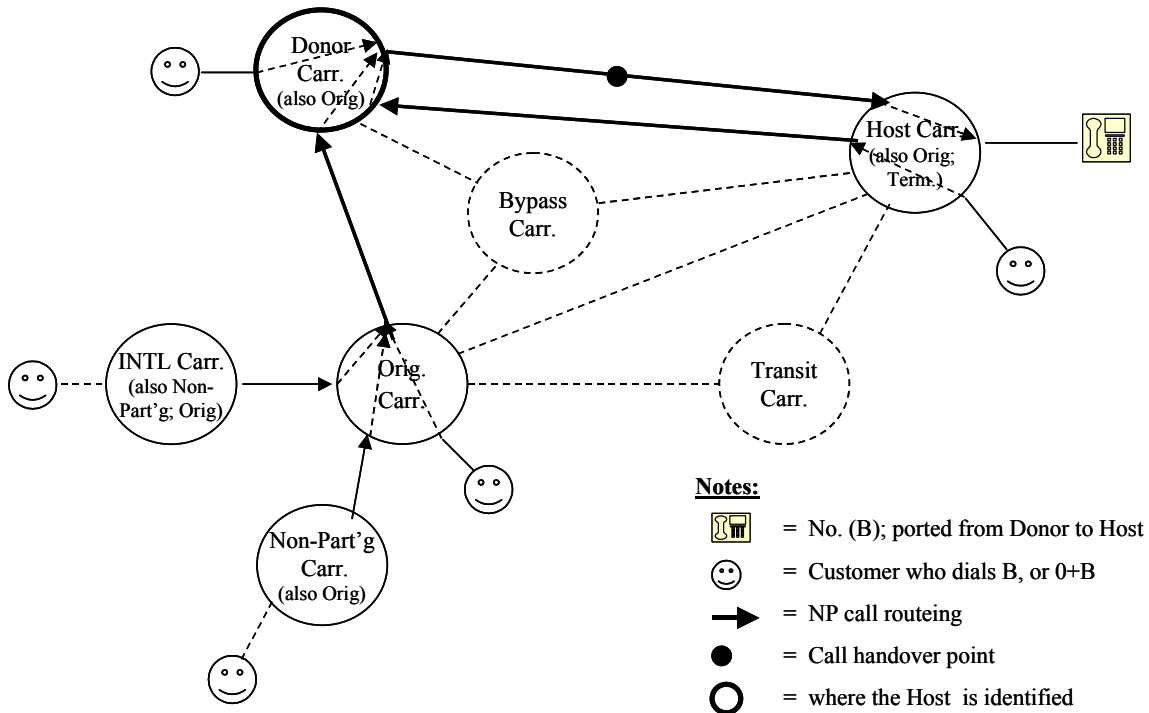 Donor
Carr.
(also Orig)
Host Carr.
(also Orig;
Term.)
Bypass
Carr.
INTL Carr.
(also Non-
Part'g; Orig)
Orig.
Carr.
Transit
Carr.
Non-Part'g
Carr.
(also Orig)
Notes:
= No. (B); ported from Donor to Host
= Customer who dials B, or 0+B
= NP call routeing
= Call handover point
= where the Host is identified